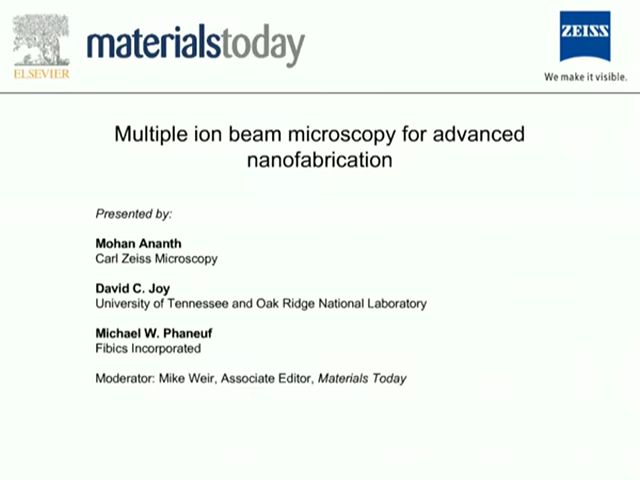 ELSEVIER
materialstoday
ZEISS
We make it visible.
Multiple ion beam microscopy for advanced
nanofabrication
Presented by:
Mohan Ananth
Carl Zeiss Microscopy
David C. Joy
University of Tennessee and Oak Ridge National Laboratory
Michael W. Phaneuf
Fibics Incorporated
Moderator: Mike Weir, Associate Editor, Materials Today